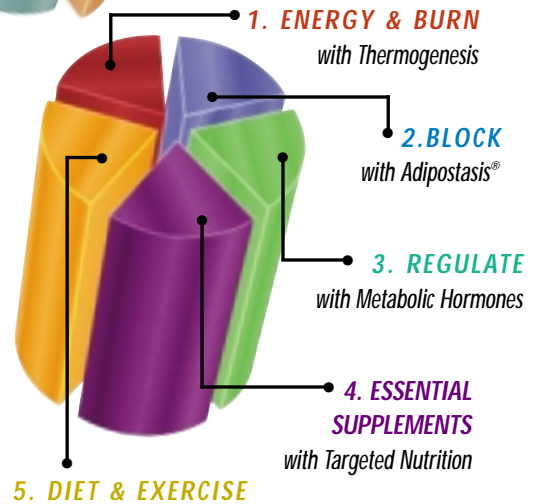 1. ENERGY & BURN
with Thermogenesis
2.BLOCK
with Adipostasis®
3. REGULATE
with Metabolic Hormones
4. ESSENTIAL
SUPPLEMENTS
with Targeted Nutrition
5. DIET & EXERCISE